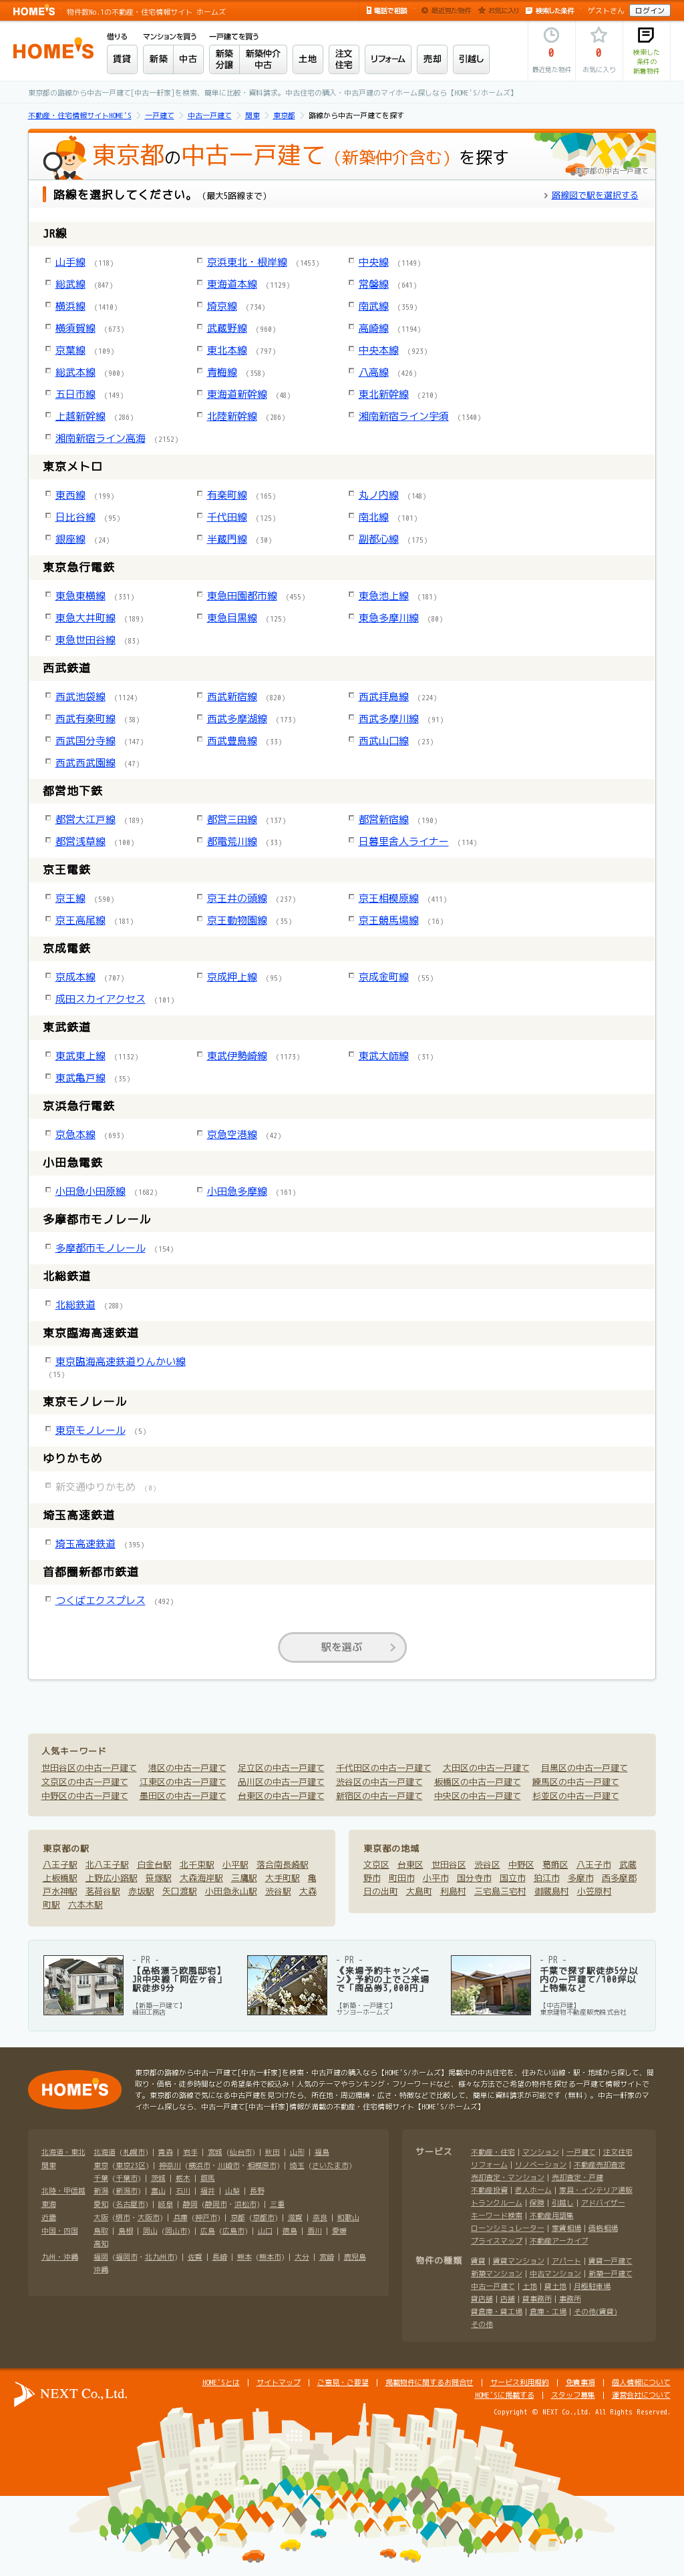 HOME'S 物件数No.1の不動産・住宅情報サイト ホームズ
電話で相談 最近見た物件 お気に入り 検索した条件 ゲストさん ログイン
HOME'S
借りる マンションを買う 一戸建てを買う
賃貸 新築 中古 新築分譲 新築仲介中古 土地 注文住宅 リフォーム 売却 引越し
0 最近見た物件
0 お気に入り
検索した条件の新着物件
東京都の路線から中古一戸建て[中古一軒家]を検索、簡単に比較・資料請求。中古住宅の購入・中古戸建のマイホーム探しなら【HOME'S/ホームズ】
不動産・住宅情報サイトHOME'S 一戸建て 中古一戸建て 関東 東京都 路線から中古一戸建てを探す
東京都の中古一戸建て（新築仲介含む）を探す
東京都の中古一戸建て
路線を選択してください。（最大5路線まで） 路線図で駅を選択する
JR線
山手線 (118) 京浜東北・根岸線 (1453) 中央線 (1149)
総武線 (847) 東海道本線 (1129) 常磐線 (641)
横浜線 (1410) 埼京線 (734) 南武線 (359)
横須賀線 (673) 武蔵野線 (960) 高崎線 (1194)
京葉線 (109) 東北本線 (797) 中央本線 (923)
総武本線 (900) 青梅線 (358) 八高線 (426)
五日市線 (149) 東海道新幹線 (48) 東北新幹線 (210)
上越新幹線 (286) 北陸新幹線 (286) 湘南新宿ライン宇須 (1340)
湘南新宿ライン高海 (2152)
東京メトロ
東西線 (199) 有楽町線 (165) 丸ノ内線 (148)
日比谷線 (95) 千代田線 (125) 南北線 (101)
銀座線 (24) 半蔵門線 (30) 副都心線 (175)
東京急行電鉄
東急東横線 (331) 東急田園都市線 (455) 東急池上線 (181)
東急大井町線 (189) 東急目黒線 (125) 東急多摩川線 (80)
東急世田谷線 (83)
西武鉄道
西武池袋線 (1124) 西武新宿線 (820) 西武拝島線 (224)
西武有楽町線 (38) 西武多摩湖線 (173) 西武多摩川線 (91)
西武国分寺線 (147) 西武豊島線 (33) 西武山口線 (23)
西武西武園線 (47)
都営地下鉄
都営大江戸線 (189) 都営三田線 (137) 都営新宿線 (190)
都営浅草線 (100) 都電荒川線 (33) 日暮里舎人ライナー (114)
京王電鉄
京王線 (590) 京王井の頭線 (237) 京王相模原線 (411)
京王高尾線 (181) 京王動物園線 (35) 京王競馬場線 (16)
京成電鉄
京成本線 (707) 京成押上線 (95) 京成金町線 (55)
成田スカイアクセス (101)
東武鉄道
東武東上線 (1132) 東武伊勢崎線 (1173) 東武大師線 (31)
東武亀戸線 (35)
京浜急行電鉄
京急本線 (693) 京急空港線 (42)
小田急電鉄
小田急小田原線 (1682) 小田急多摩線 (161)
多摩都市モノレール
多摩都市モノレール (154)
北総鉄道
北総鉄道 (288)
東京臨海高速鉄道
東京臨海高速鉄道りんかい線
(15)
東京モノレール
東京モノレール (5)
ゆりかもめ
新交通ゆりかもめ (0)
埼玉高速鉄道
埼玉高速鉄道 (395)
首都圏新都市鉄道
つくばエクスプレス (492)
駅を選ぶ
人気キーワード
世田谷区の中古一戸建て 港区の中古一戸建て 足立区の中古一戸建て 千代田区の中古一戸建て 大田区の中古一戸建て 目黒区の中古一戸建て
文京区の中古一戸建て 江東区の中古一戸建て 品川区の中古一戸建て 渋谷区の中古一戸建て 板橋区の中古一戸建て 練馬区の中古一戸建て
中野区の中古一戸建て 墨田区の中古一戸建て 台東区の中古一戸建て 新宿区の中古一戸建て 中央区の中古一戸建て 杉並区の中古一戸建て
東京都の駅
八王子駅 北八王子駅 白金台駅 北千束駅 小平駅 落合南長崎駅
上板橋駅 上野広小路駅 笹塚駅 大森海岸駅 三鷹駅 大手町駅 亀
戸水神駅 茗荷谷駅 赤坂駅 矢口渡駅 小田急永山駅 渋谷駅 大森
町駅 六本木駅
東京都の地域
文京区 台東区 世田谷区 渋谷区 中野区 葛飾区 八王子市 武蔵
野市 町田市 小平市 国分寺市 国立市 狛江市 多摩市 西多摩郡
日の出町 大島町 利島村 三宅島三宅村 御蔵島村 小笠原村
- PR -
【品格漂う欧風邸宅】JR中央線「阿佐ヶ谷」駅徒歩9分
【新築一戸建て】
細田工務店
- PR -
《来場予約キャンペーン》予約の上でご来場で「商品券3,000円」
【新築・一戸建て】
サンヨーホームズ
- PR -
千葉で探す駅徒歩5分以内の一戸建て/100坪以上特集など
【中古戸建】
東京建物不動産販売株式会社
HOME'S
東京都の路線から中古一戸建て[中古一軒家]を検索・中古戸建の購入なら【HOME'S/ホームズ】掲載中の中古住宅を、住みたい沿線・駅・地域から探して、間
取り・価格・徒歩時間などの希望条件で絞込み！人気のテーマやランキング・フリーワードなど、様々な方法でご希望の物件を探せる一戸建て情報サイトで
す。東京都の路線で気になる中古戸建を見つけたら、所在地・周辺環境・広さ・特徴などで比較して、簡単に資料請求が可能です（無料）。中古一軒家のマ
イホーム探しなら、中古一戸建て[中古一軒家]情報が満載の不動産・住宅情報サイト【HOME'S/ホームズ】
北海道・東北 北海道 (札幌市) | 青森 | 岩手 | 宮城 (仙台市) | 秋田 | 山形 | 福島
関東 東京 (東京23区) | 神奈川 (横浜市・川崎市・相模原市) | 埼玉 (さいたま市)
千葉 (千葉市) | 茨城 | 栃木 | 群馬
北陸・甲信越 新潟 (新潟市) | 富山 | 石川 | 福井 | 山梨 | 長野
東海 愛知 (名古屋市) | 岐阜 | 静岡 (静岡市・浜松市) | 三重
近畿 大阪 (堺市・大阪市) | 兵庫 (神戸市) | 京都 (京都市) | 滋賀 | 奈良 | 和歌山
中国・四国 鳥取 | 島根 | 岡山 (岡山市) | 広島 (広島市) | 山口 | 徳島 | 香川 | 愛媛
高知
九州・沖縄 福岡 (福岡市・北九州市) | 佐賀 | 長崎 | 熊本 (熊本市) | 大分 | 宮崎 | 鹿児島
沖縄
サービス 不動産・住宅 | マンション | 一戸建て | 注文住宅
リフォーム | リノベーション | 不動産売却査定
売却査定・マンション | 売却査定・戸建
不動産投資 | 老人ホーム | 家具・インテリア通販
トランクルーム | 保険 | 引越し | アドバイザー
キーワード検索 | 不動産用語集
ローンシミュレーター | 家賃相場 | 価格相場
プライスマップ | 不動産アーカイブ
物件の種類 賃貸 | 賃貸マンション | アパート | 賃貸一戸建て
新築マンション | 中古マンション | 新築一戸建て
中古一戸建て | 土地 | 貸土地 | 月極駐車場
貸店舗 | 店舗 | 貸事務所 | 事務所
貸倉庫・貸工場 | 倉庫・工場 | その他(賃貸)
その他
NEXT Co.,Ltd.
HOME'Sとは | サイトマップ | ご意見・ご要望 | 掲載物件に関するお問合せ | サービス利用規約 | 免責事項 | 個人情報について
HOME'Sに掲載する | スタッフ募集 | 運営会社について
Copyright © NEXT Co.,Ltd. All Rights Reserved.